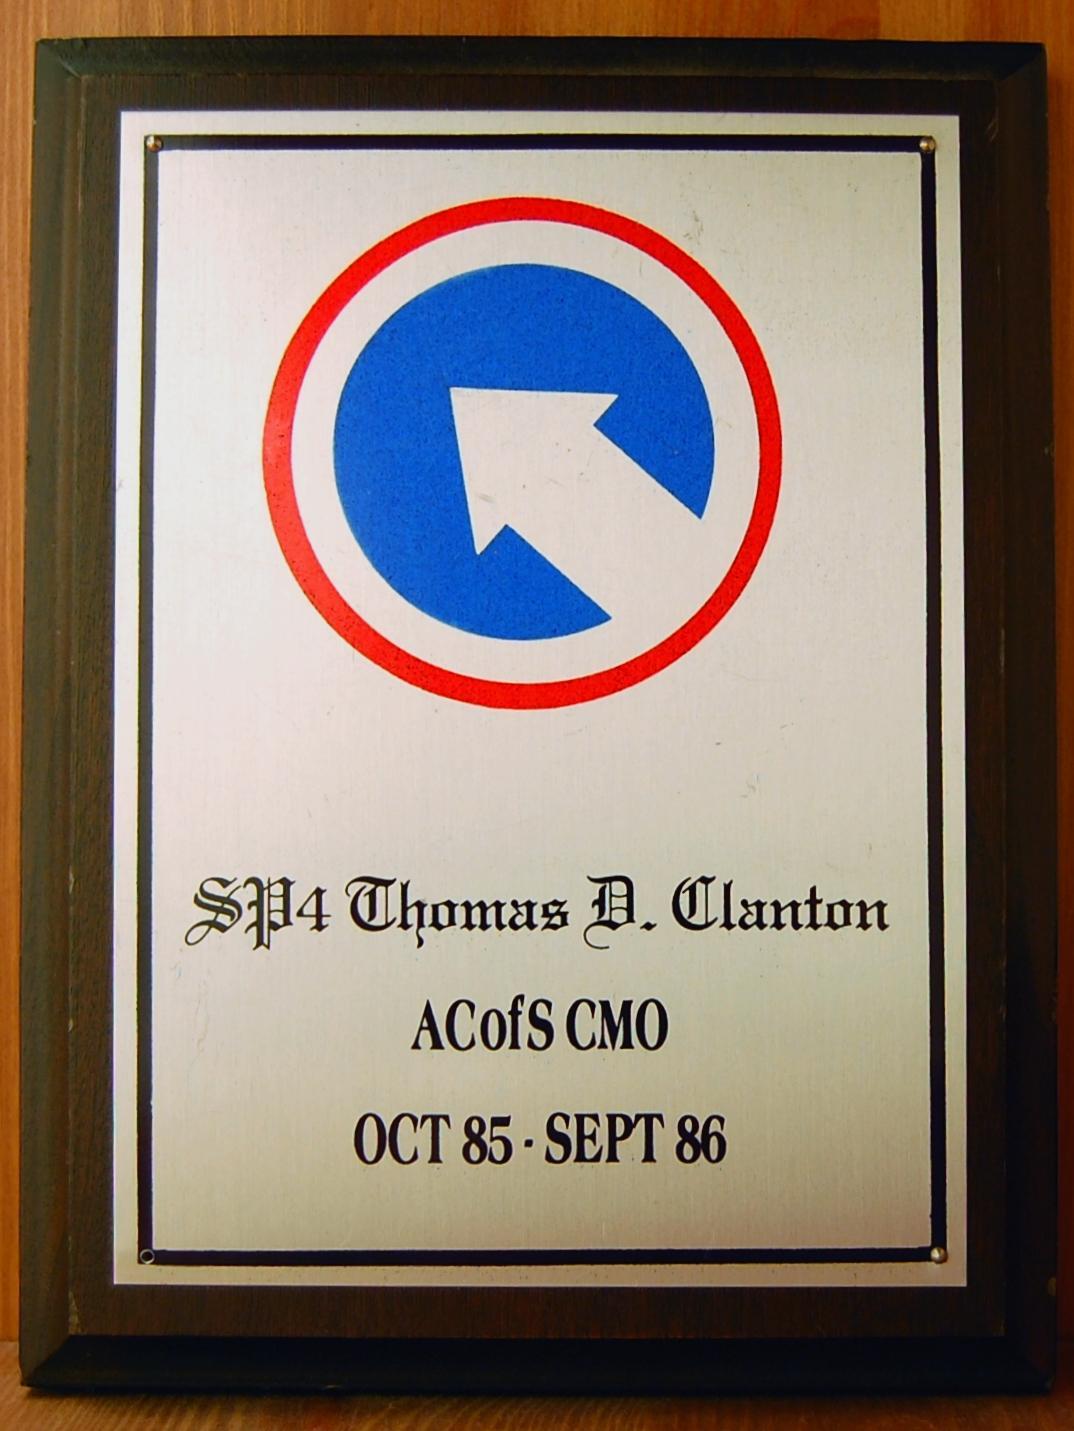 SP4 Thomas D. Clanton
ACofS CMO
OCT 85 - SEPT 86